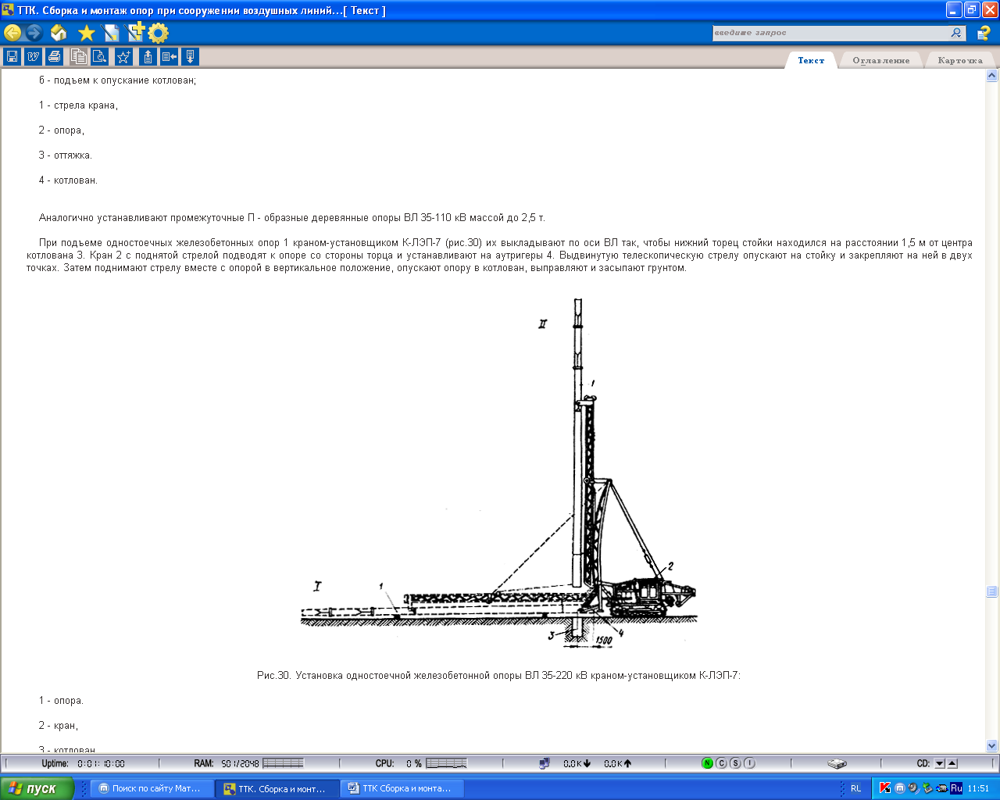 ТТК. Сборка и монтаж опор при сооружении воздушных линий...[ Текст ]
введите запрос
Текст
Оглавление
Карточка
б - подъем к опускание котлован;
1 - стрела крана,
2 - опора,
3 - оттяжка.
4 - котлован.
Аналогично устанавливают промежуточные П - образные деревянные опоры ВЛ 35-110 кВ массой до 2,5 т.
При подъеме одностоечных железобетонных опор 1 краном-установщиком К-ЛЭП-7 (рис.30) их выкладывают по оси ВЛ так, чтобы нижний торец стойки находился на расстоянии 1,5 м от центра
котлована 3. Кран 2 с поднятой стрелой подводят к опоре со стороны торца и устанавливают на аутригеры 4. Выдвинутую телескопическую стрелу опускают на стойку и закрепляют на ней в двух
точках. Затем поднимают стрелу вместе с опорой в вертикальное положение, опускают опору в котлован, выправляют и засыпают грунтом.
II
1
2
I
1
3
4
1500
Рис.30. Установка одностоечной железобетонной опоры ВЛ 35-220 кВ краном-установщиком К-ЛЭП-7:
1 - опора.
2 - кран,
3 - котлован
Uptime: 0:01:10:00 RAM: 501/2048 CPU: 0 % 0.0K 0.0K N C S I CD:
пуск
Поиск по сайту Мат...
ТТК. Сборка и монт...
ТТК Сборка и монта...
RL
Ru
11:51